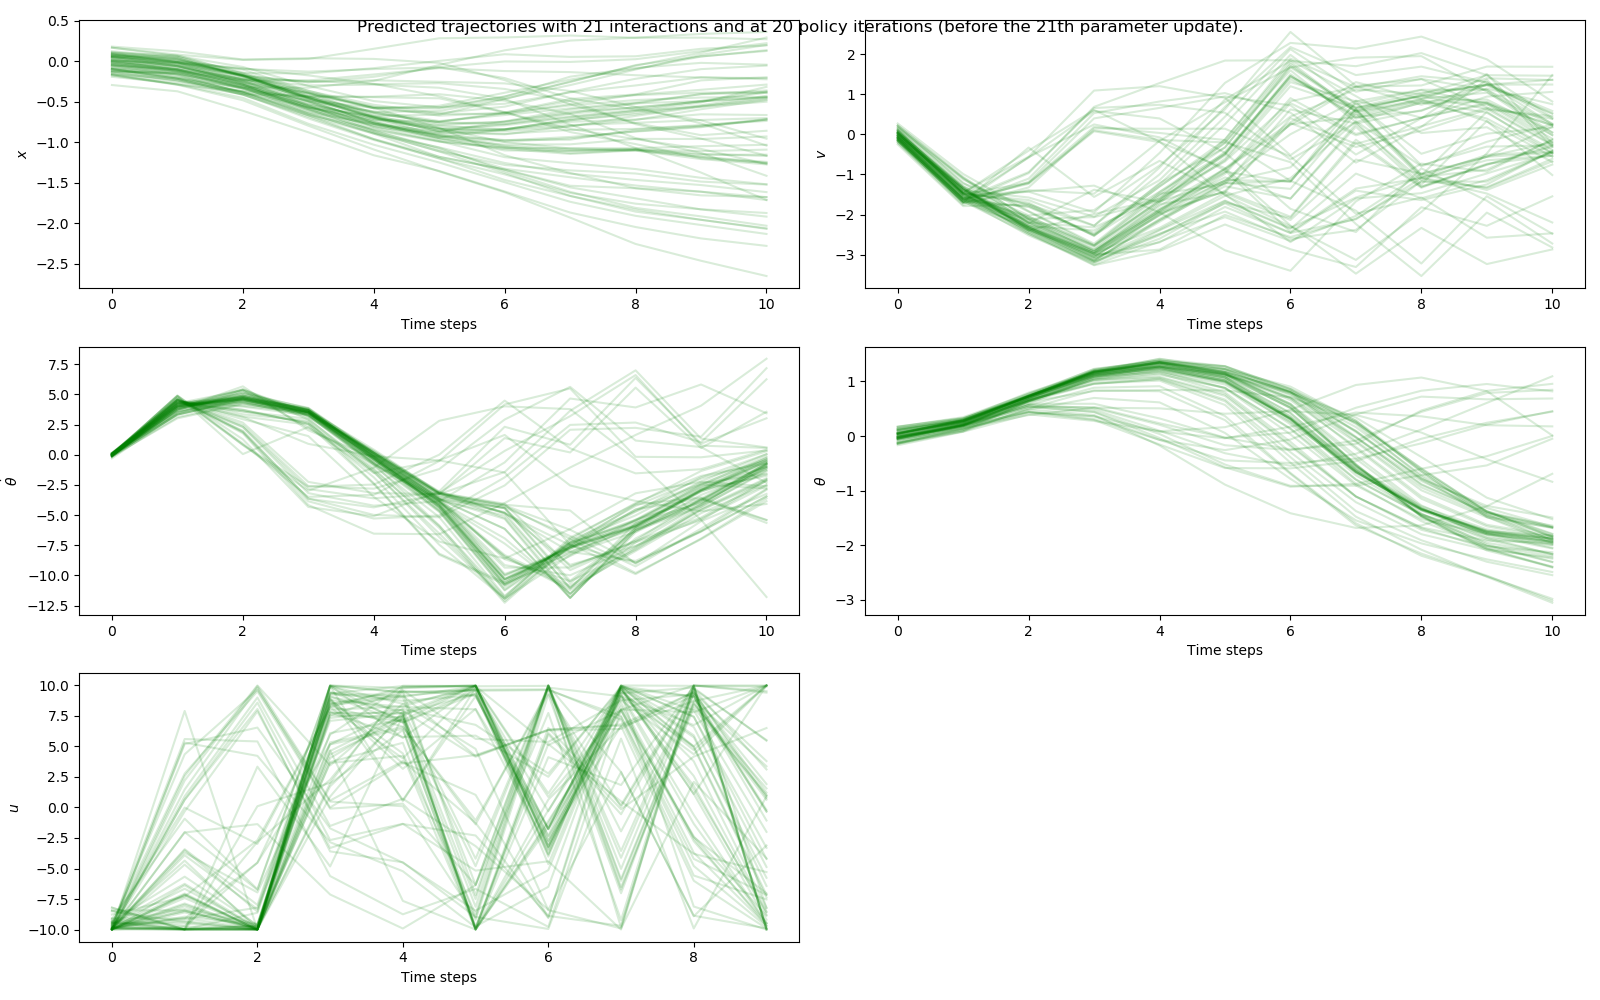 Predicted trajectories with 21 interactions and at 20 policy iterations (before the 21th parameter update).
0.5
0.0
−0.5
−1.0
−1.5
−2.0
−2.5
x
0 2 4 6 8 10
Time steps
2
1
0
−1
−2
−3
v
0 2 4 6 8 10
Time steps
7.5
5.0
2.5
0.0
−2.5
−5.0
−7.5
−10.0
−12.5
θ̇
0 2 4 6 8 10
Time steps
1
0
−1
−2
−3
θ
0 2 4 6 8 10
Time steps
10.0
7.5
5.0
2.5
0.0
−2.5
−5.0
−7.5
−10.0
u
0 2 4 6 8
Time steps